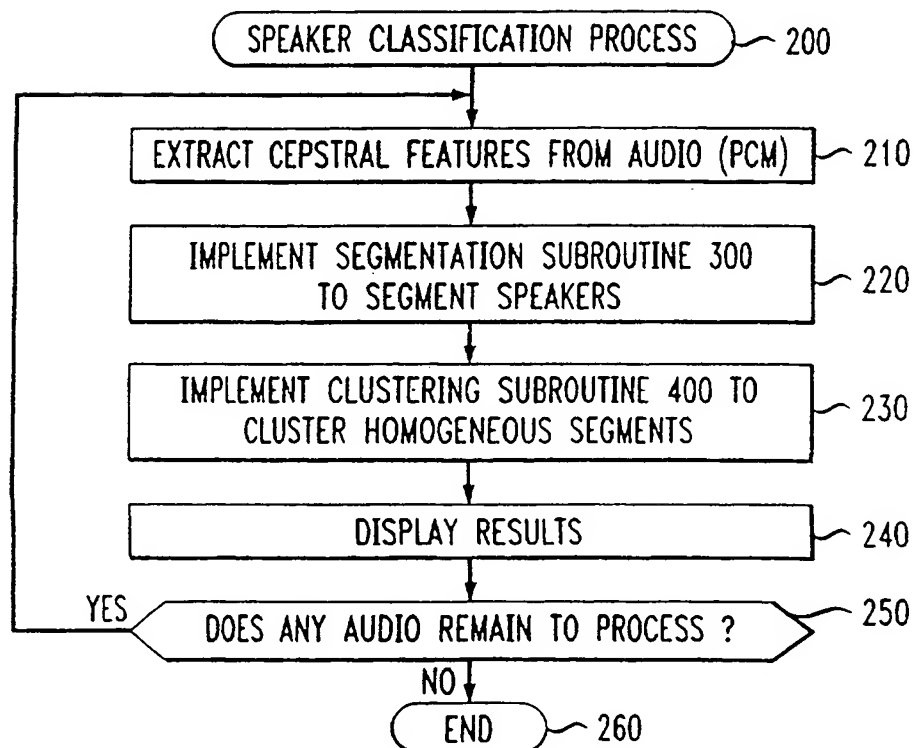 SPEAKER CLASSIFICATION PROCESS 200
EXTRACT CEPSTRAL FEATURES FROM AUDIO (PCM) 210
IMPLEMENT SEGMENTATION SUBROUTINE 300
TO SEGMENT SPEAKERS
220
IMPLEMENT CLUSTERING SUBROUTINE 400 TO
CLUSTER HOMOGENEOUS SEGMENTS
230
DISPLAY RESULTS 240
YES
DOES ANY AUDIO REMAIN TO PROCESS ? 250
NO
END 260